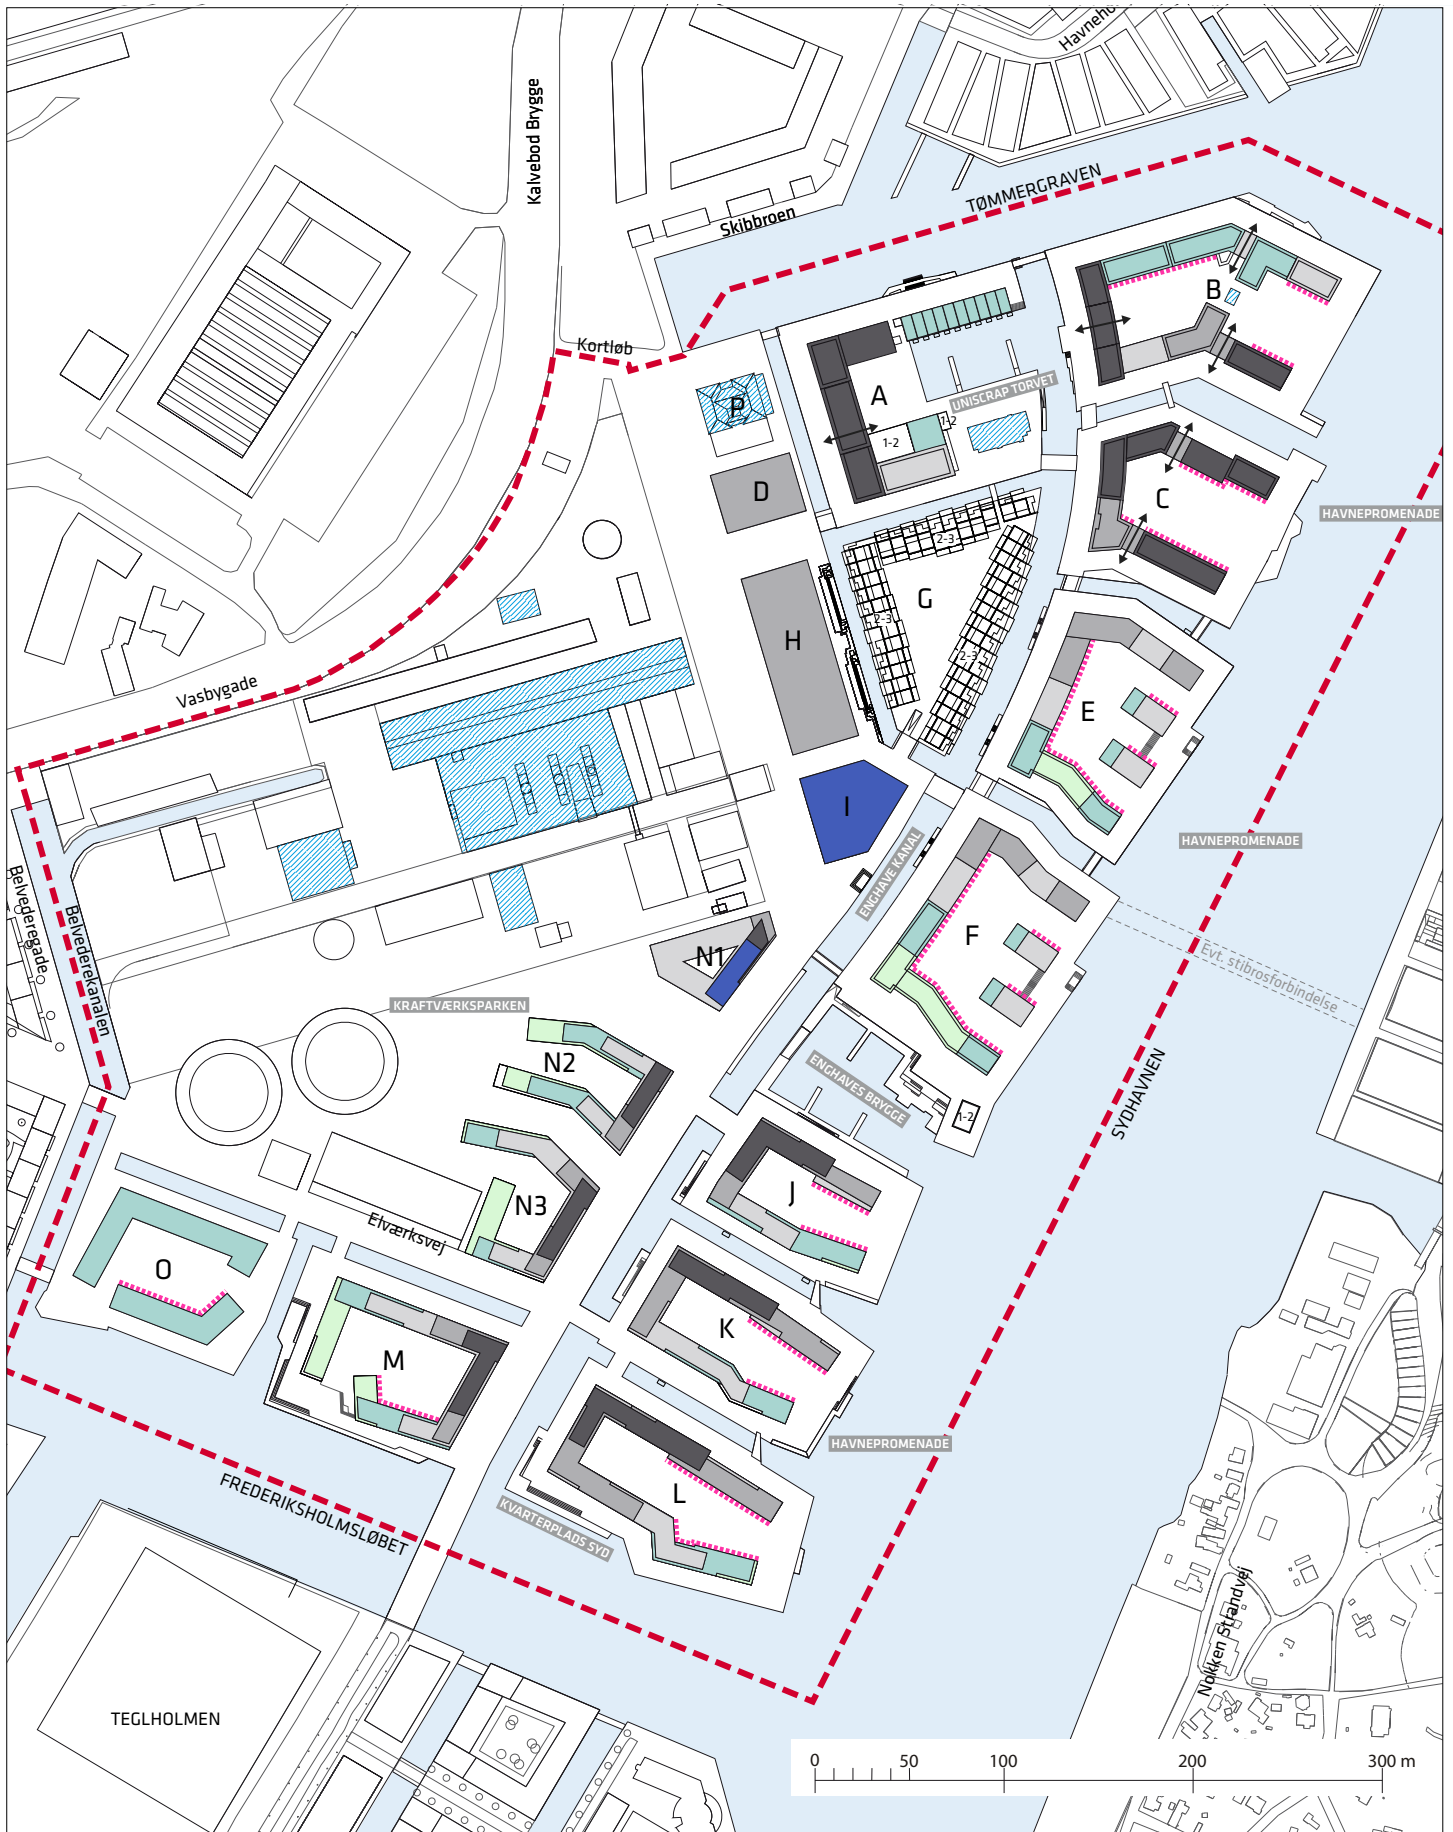 Havneho
Kalvebod Brygge
Skibbroen
TØMMERGRAVEN
Kortløb
B
P
A
UNISCRAP TORVET
1-2
1-2
D
C
HAVNEPROMENADE
2-3
G
2-3
H
2-3
Vasbygade
E
I
HAVNEPROMENADE
ENGHAVE KANAL
Belvederegade
Belvederekanalen
F
N1
Evt. stibrosforbindelse
KRAFTVÆRKSPARKEN
N2
ENGHAVES BRYGGE
1-2
SYDHAVNEN
J
N3
Elværksvej
O
K
M
HAVNEPROMENADE
L
FREDERIKSHOLMSLØBET
KVARTERPLADS SYD
Nokken Strandvej
TEGLHOLMEN
0 50 100 200 300 m